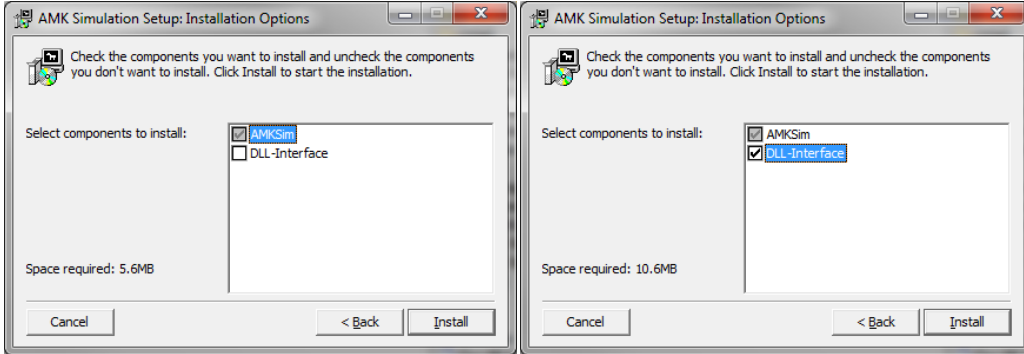 AMK Simulation Setup: Installation Options
Check the components you want to install and uncheck the components
you don't want to install. Click Install to start the installation.
Select components to install:
AMKSim
DLL-Interface
Space required: 5.6MB
Cancel
< Back
Install
AMK Simulation Setup: Installation Options
Check the components you want to install and uncheck the components
you don't want to install. Click Install to start the installation.
Select components to install:
AMKSim
DLL-Interface
Space required: 10.6MB
Cancel
< Back
Install